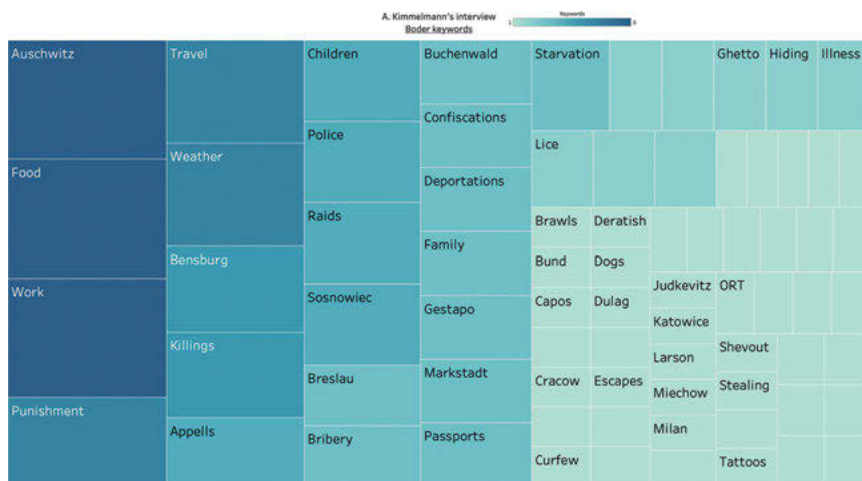 A. Kimmelmann's interview
Boder keywords
Keywords
1
Auschwitz
Food
Work
Punishment
Travel
Weather
Bensburg
Killings
Appells
Children
Police
Raids
Sosnowiec
Breslau
Bribery
Buchenwald
Confiscations
Deportations
Family
Gestapo
Markstadt
Passports
Starvation
Ghetto
Hiding
Illness
Lice
Brawls
Deratish
Bund
Dogs
Capos
Dulag
Cracow
Escapes
Curfew
Judkevitz
ORT
Katowice
Larson
Miechow
Milan
Shevout
Stealing
Tattoos